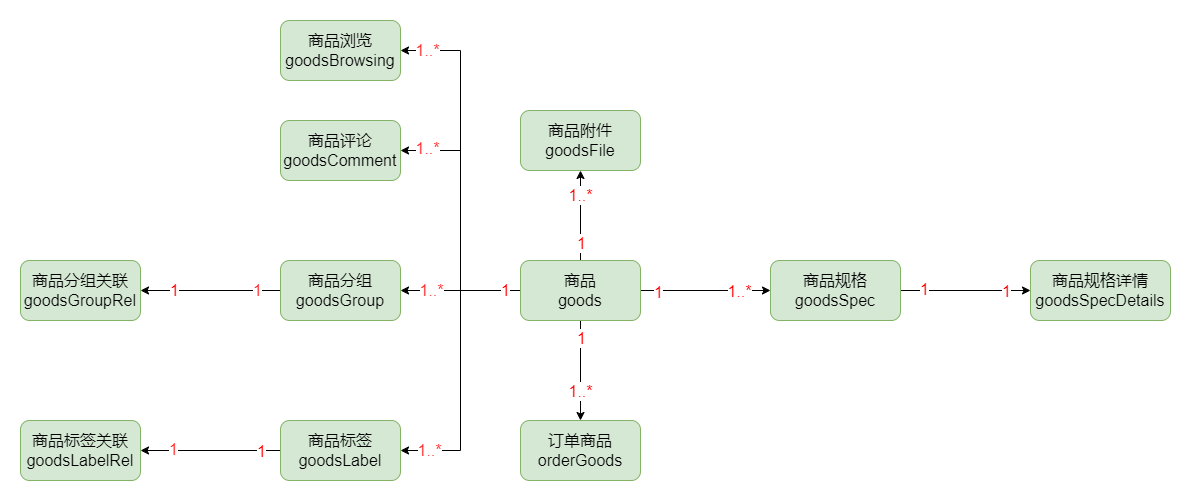 商品浏览
goodsBrowsing
1..*
商品评论
goodsComment
1..*
商品附件
goodsFile
1..*
1
商品分组关联
goodsGroupRel
1
1
商品分组
goodsGroup
1..*
1
商品
goods
1
1..*
商品规格
goodsSpec
1
1
商品规格详情
goodsSpecDetails
1
1..*
商品标签关联
goodsLabelRel
1
1
商品标签
goodsLabel
1..*
订单商品
orderGoods